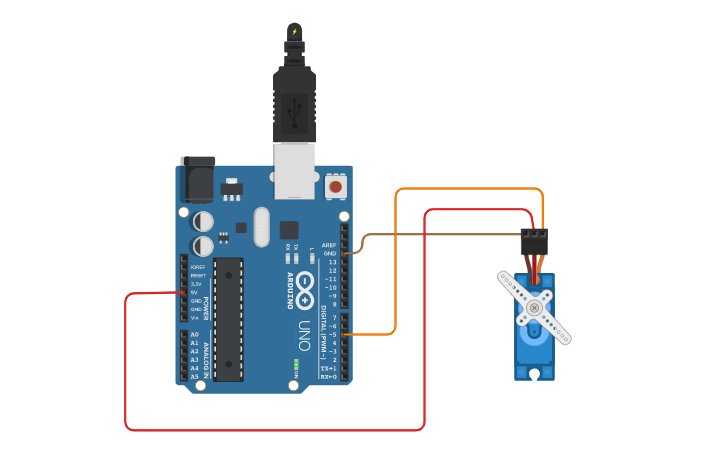 AREF
GND
13
12
~11
~10
~9
8
7
~6
~5
4
~3
2
TX→1
RX←0
DIGITAL (PWM~)
IOREF
RESET
3.3V
5V
GND
GND
Vin
POWER
A0
A1
A2
A3
A4
A5
ANALOG IN
RX
TX
L
ARDUINO
UNO
ON